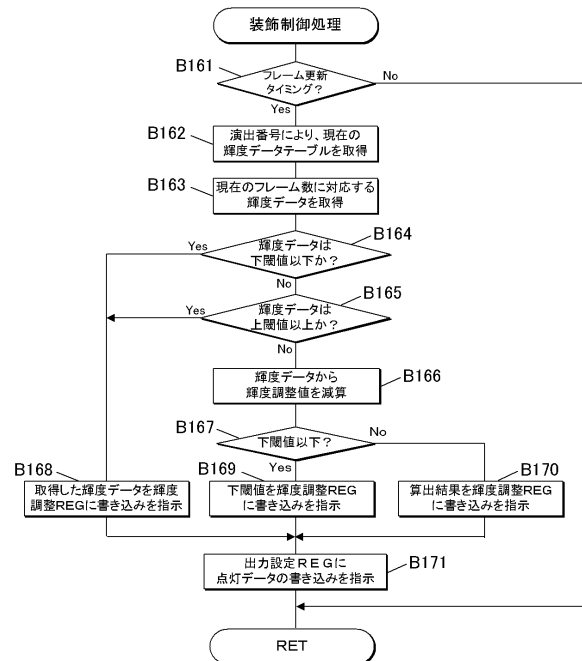 装飾制御処理
B161
フレーム更新
タイミング？
No
Yes
B162
演出番号により、現在の
輝度データテーブルを取得
B163
現在のフレーム数に対応する
輝度データを取得
B164
Yes
輝度データは
下閾値以下か？
No
B165
Yes
輝度データは
上閾値以上か？
No
輝度データから
輝度調整値を減算
B166
B167
下閾値以下？
No
Yes
B168
取得した輝度データを輝度
調整REGに書き込みを指示
B169
下閾値を輝度調整REG
に書き込みを指示
B170
算出結果を輝度調整REG
に書き込みを指示
出力設定REGに
点灯データの書き込みを指示
B171
RET